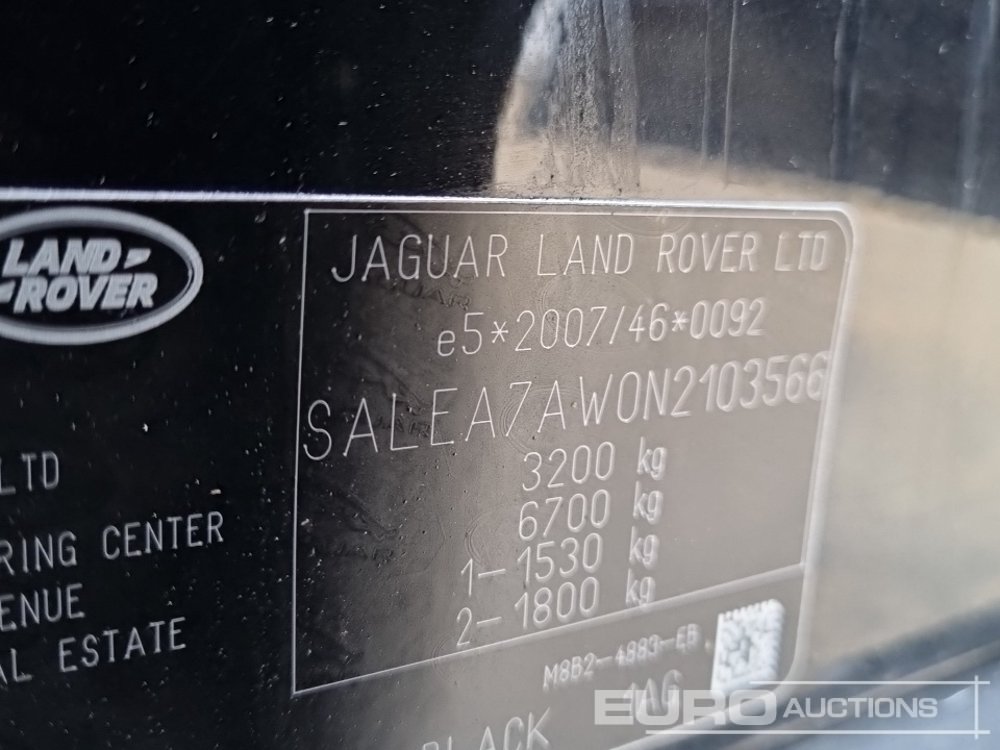 LAND
ROVER
JAGUAR LAND ROVER LTD
e5*2007/46*0092
SALEA7AW0N2103566
3200 kg
6700 kg
1- 1530 kg
2- 1800 kg
LTD
RING CENTER
ENUE
AL ESTATE
M8B2-4883-EB
1AG
BLACK
EURO AUCTIONS